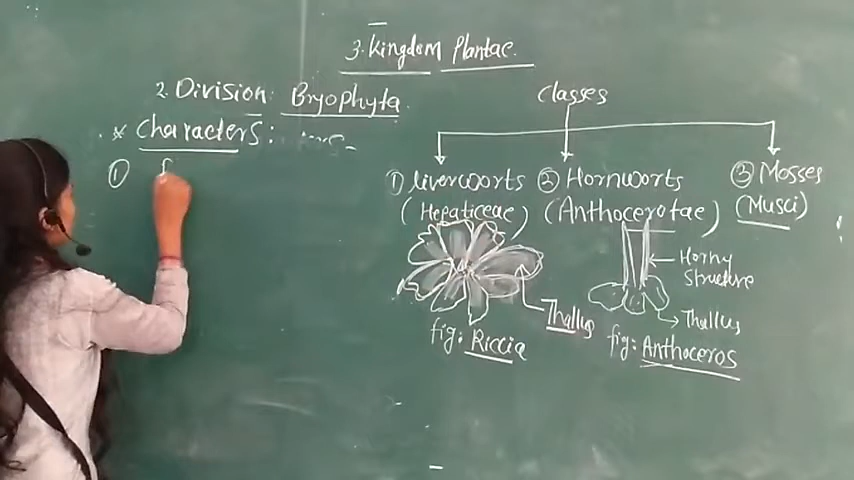 3. Kingdom Plantae.
2. Division: Bryophyta.
* Characters:
①
Classes
① liverworts
(Hepaticeae)
Thallus
fig: Riccia
② Hornworts
(Anthocerotae)
Horny
Structure
Thallus
fig: Anthoceros
③ Mosses
(Musci)